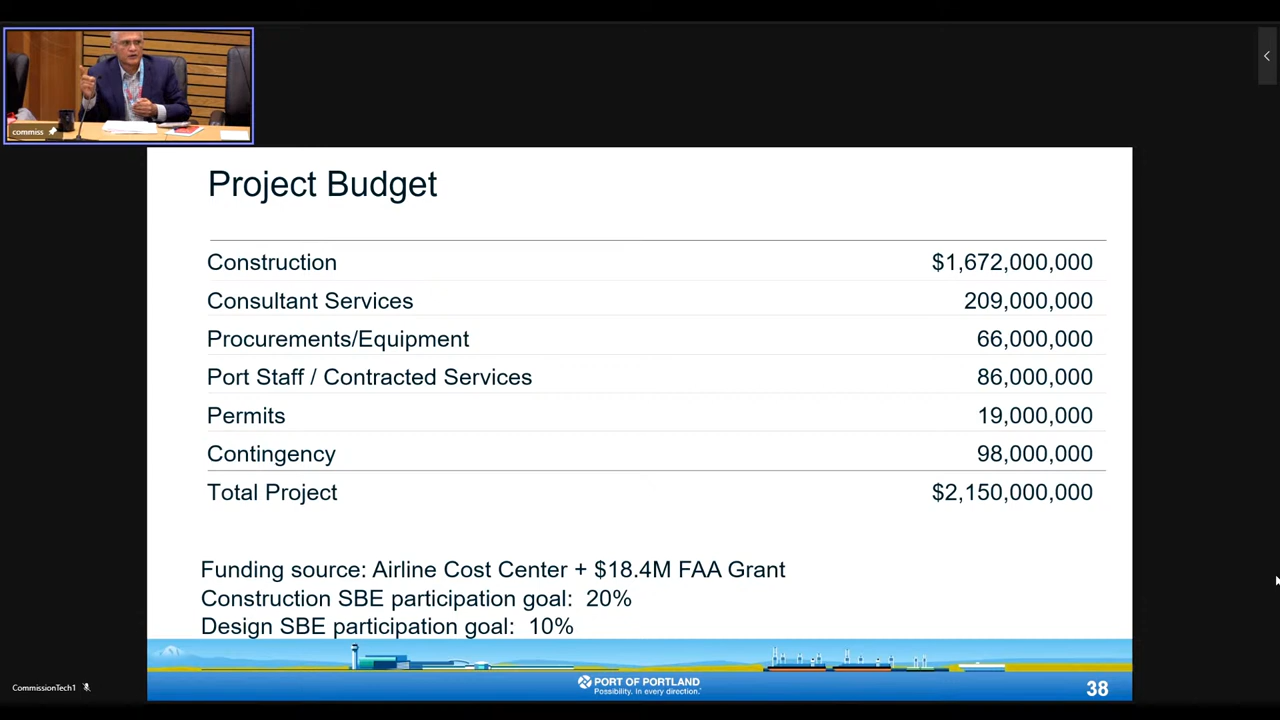 commiss
Project Budget
Construction $1,672,000,000
Consultant Services 209,000,000
Procurements/Equipment 66,000,000
Port Staff / Contracted Services 86,000,000
Permits 19,000,000
Contingency 98,000,000
Total Project $2,150,000,000
Funding source: Airline Cost Center + $18.4M FAA Grant
Construction SBE participation goal: 20%
Design SBE participation goal: 10%
PORT OF PORTLAND
Possibility. In every direction.
38
CommissionTech1